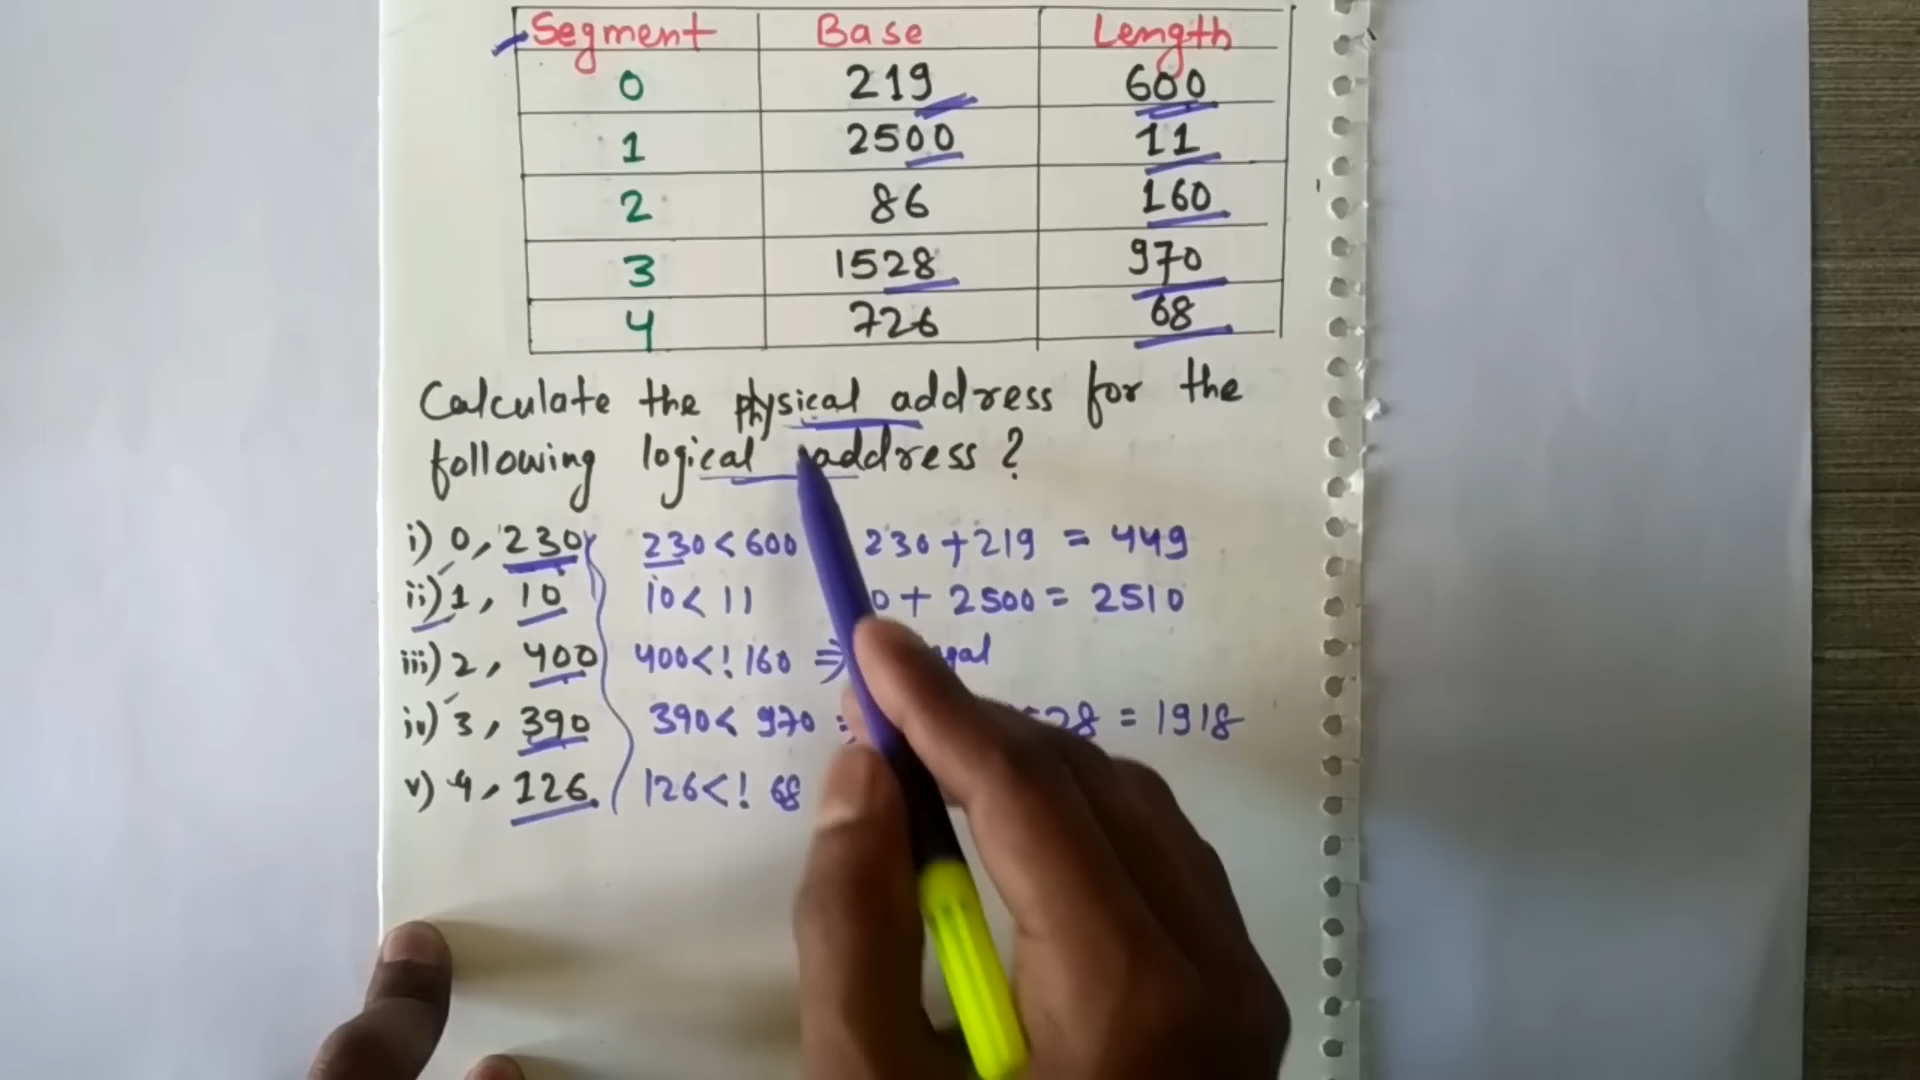 Segment Base Length
0 219 600
1 2500 11
2 86 160
3 1528 970
4 726 68
Calculate the physical address for the
following logical address ?
i) 0, 230 230 < 600 230 + 219 = 449
ii) 1, 10 10 < 11 0 + 2500 = 2510
iii) 2, 400 400 <! 160 ⇒
iv) 3, 390 390 < 970 = 1918
v) 4, 126. 126 <! 68